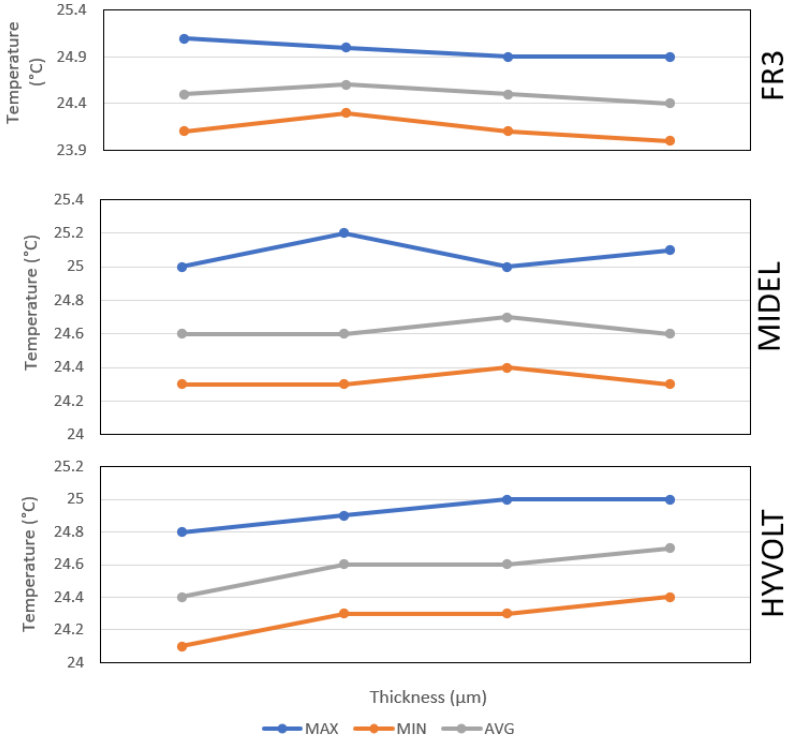 25.4
24.9
24.4
23.9
Temperature
(°C)
FR3
25.4
25.2
25
24.8
24.6
24.4
24.2
24
Temperature (°C)
MIDEL
25.2
25
24.8
24.6
24.4
24.2
24
Temperature (°C)
HYVOLT
Thickness (μm)
MAX MIN AVG